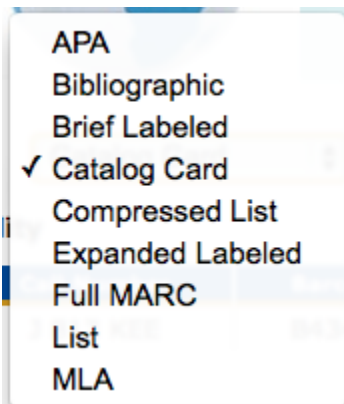 APA
Bibliographic
Brief Labeled
✓ Catalog Card
Compressed List
Expanded Labeled
Full MARC
List
MLA